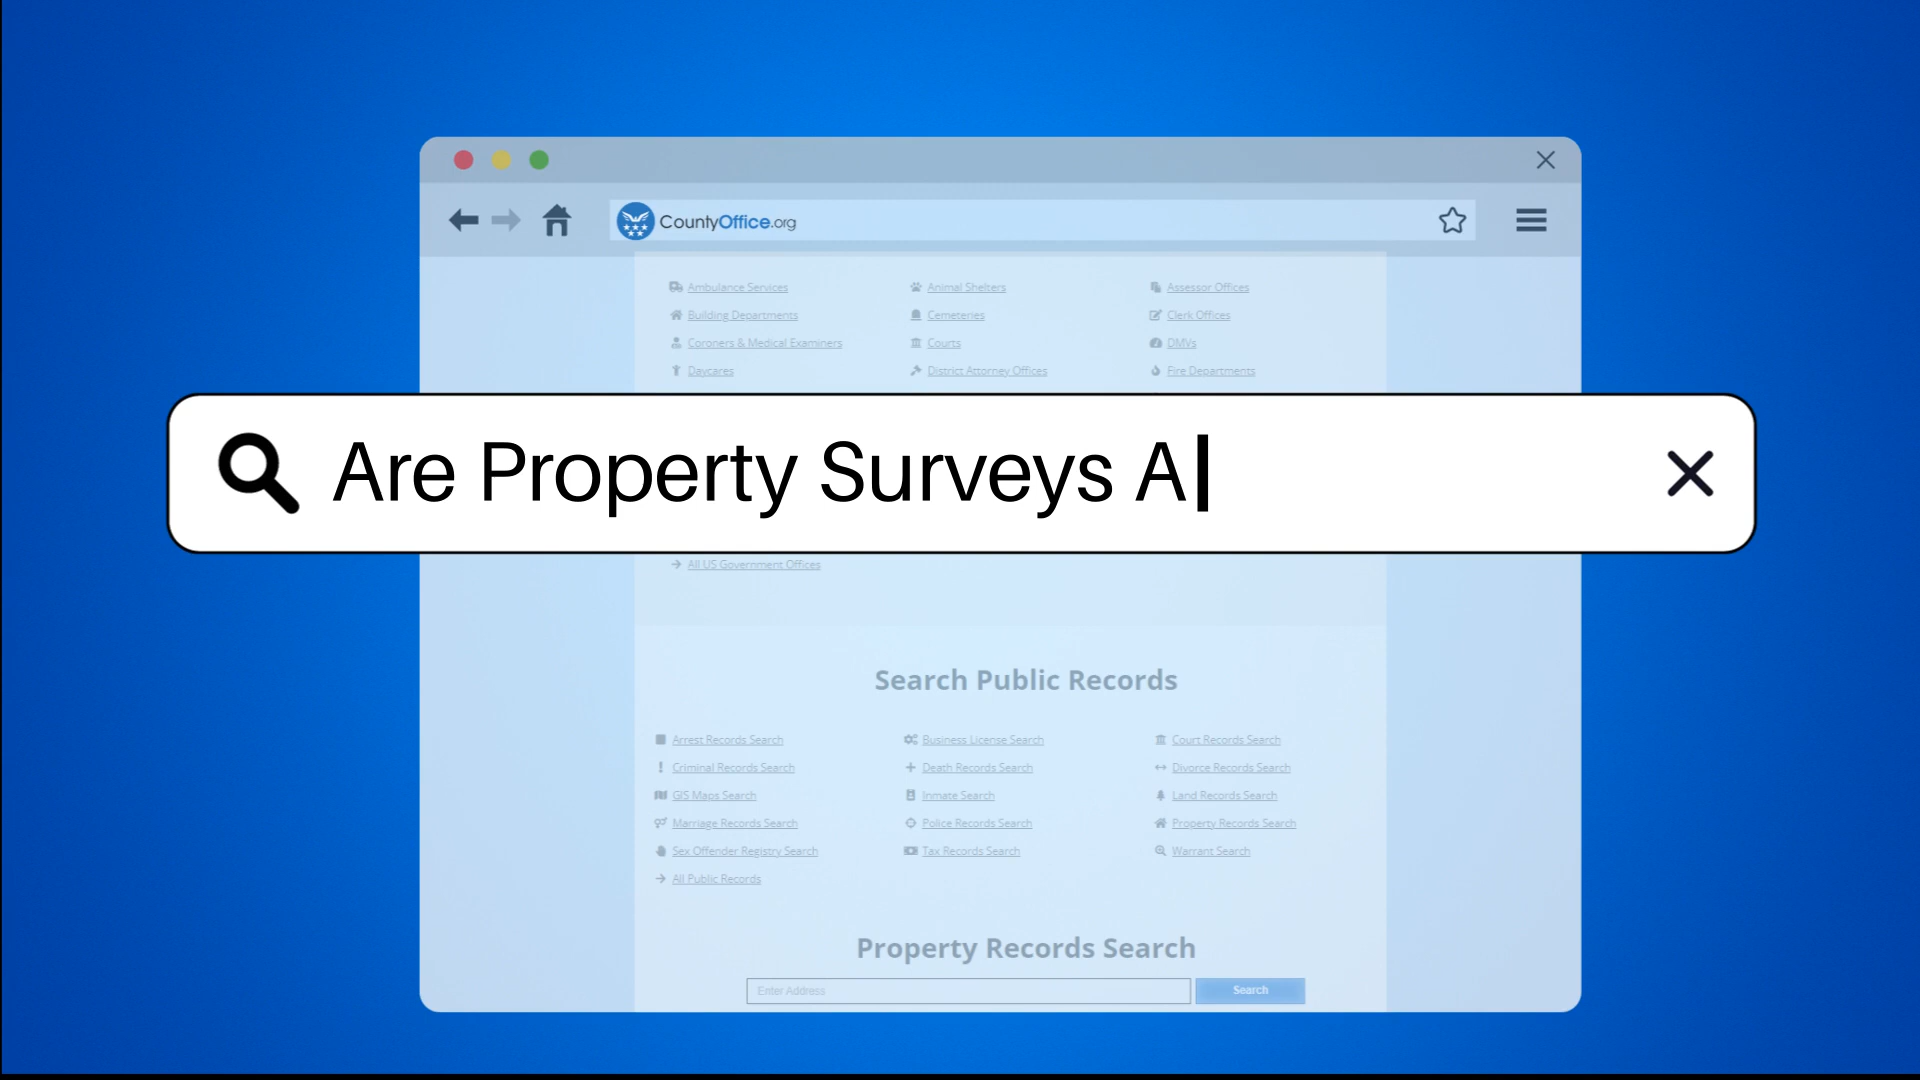 CountyOffice.org
Ambulance Services Animal Shelters Assessor Offices
Building Departments Cemeteries Clerk Offices
Coroners & Medical Examiners Courts DMVs
Daycares District Attorney Offices Fire Departments
Are Property Surveys A
All US Government Offices
Search Public Records
Arrest Records Search Business License Search Court Records Search
Criminal Records Search Death Records Search Divorce Records Search
GIS Maps Search Inmate Search Land Records Search
Marriage Records Search Police Records Search Property Records Search
Sex Offender Registry Search Tax Records Search Warrant Search
All Public Records
Property Records Search
Enter Address Search